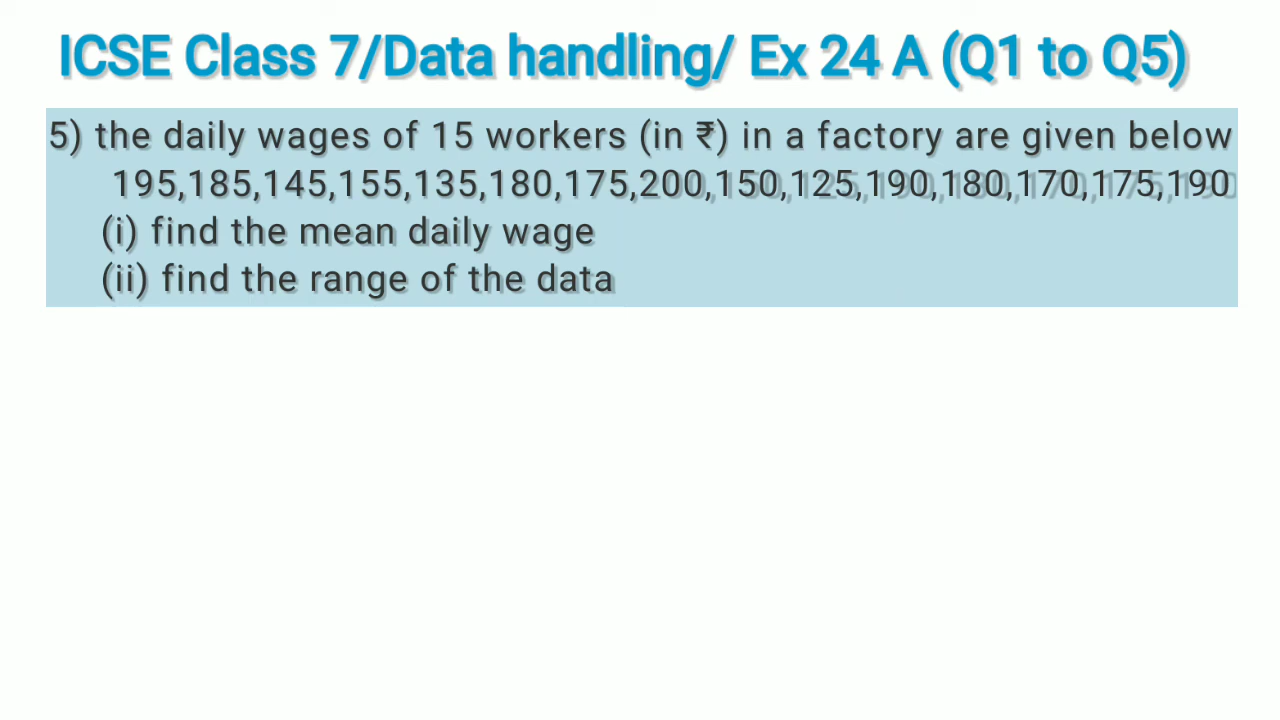 ICSE Class 7/Data handling/ Ex 24 A (Q1 to Q5)
5) the daily wages of 15 workers (in ₹) in a factory are given below
195,185,145,155,135,180,175,200,150,125,190,180,170,175,190
(i) find the mean daily wage
(ii) find the range of the data